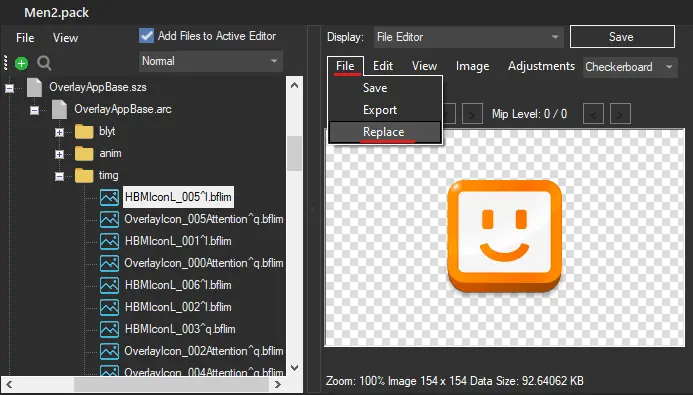 Men2.pack
File View
Add Files to Active Editor
Normal
OverlayAppBase.szs
OverlayAppBase.arc
blyt
anim
timg
HBMIconL_005^l.bflim
OverlayIcon_005Attention^q.bflim
HBMIconL_001^l.bflim
OverlayIcon_000Attention^q.bflim
HBMIconL_006^l.bflim
HBMIconL_002^l.bflim
HBMIcon_003^q.bflim
OverlayIcon_002Attention^q.bflim
OverlayIcon_004Attention^q.bflim
Display: File Editor Save
File Edit View Image Adjustments Checkerboard
Save
Export
Replace
> Mip Level: 0 / 0 < >
Zoom: 100% Image 154 x 154 Data Size: 92.64062 KB